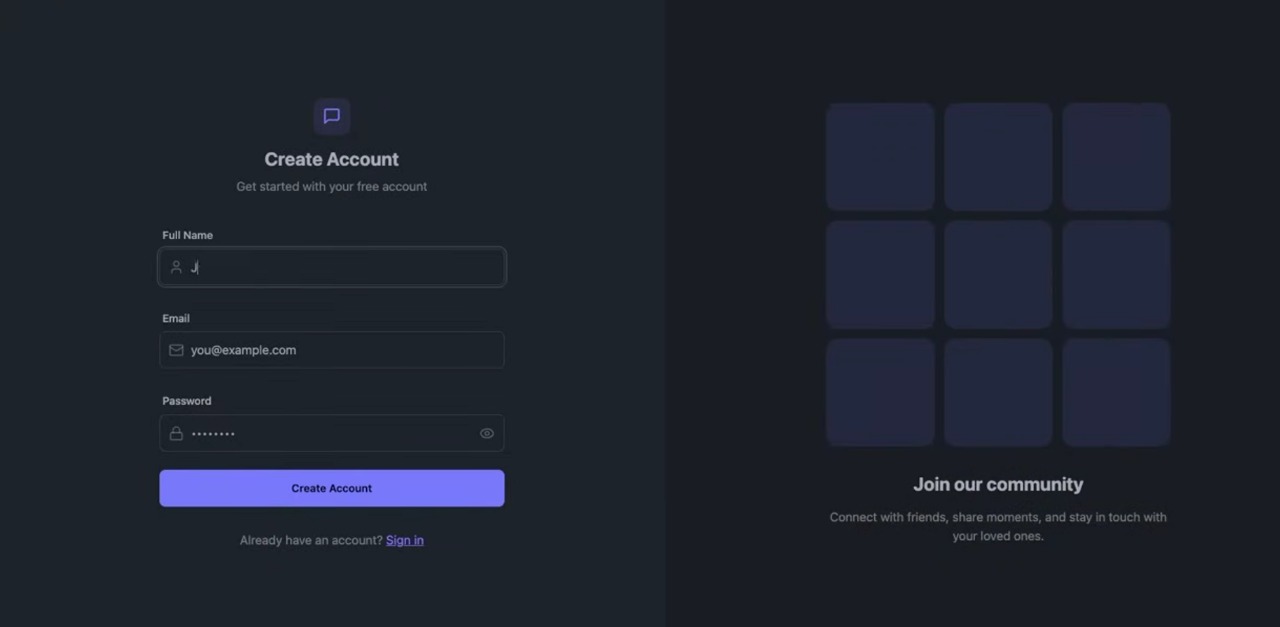 Create Account
Get started with your free account
Full Name
J
Email
you@example.com
Password
••••••••
Create Account
Already have an account? Sign in
Join our community
Connect with friends, share moments, and stay in touch with
your loved ones.